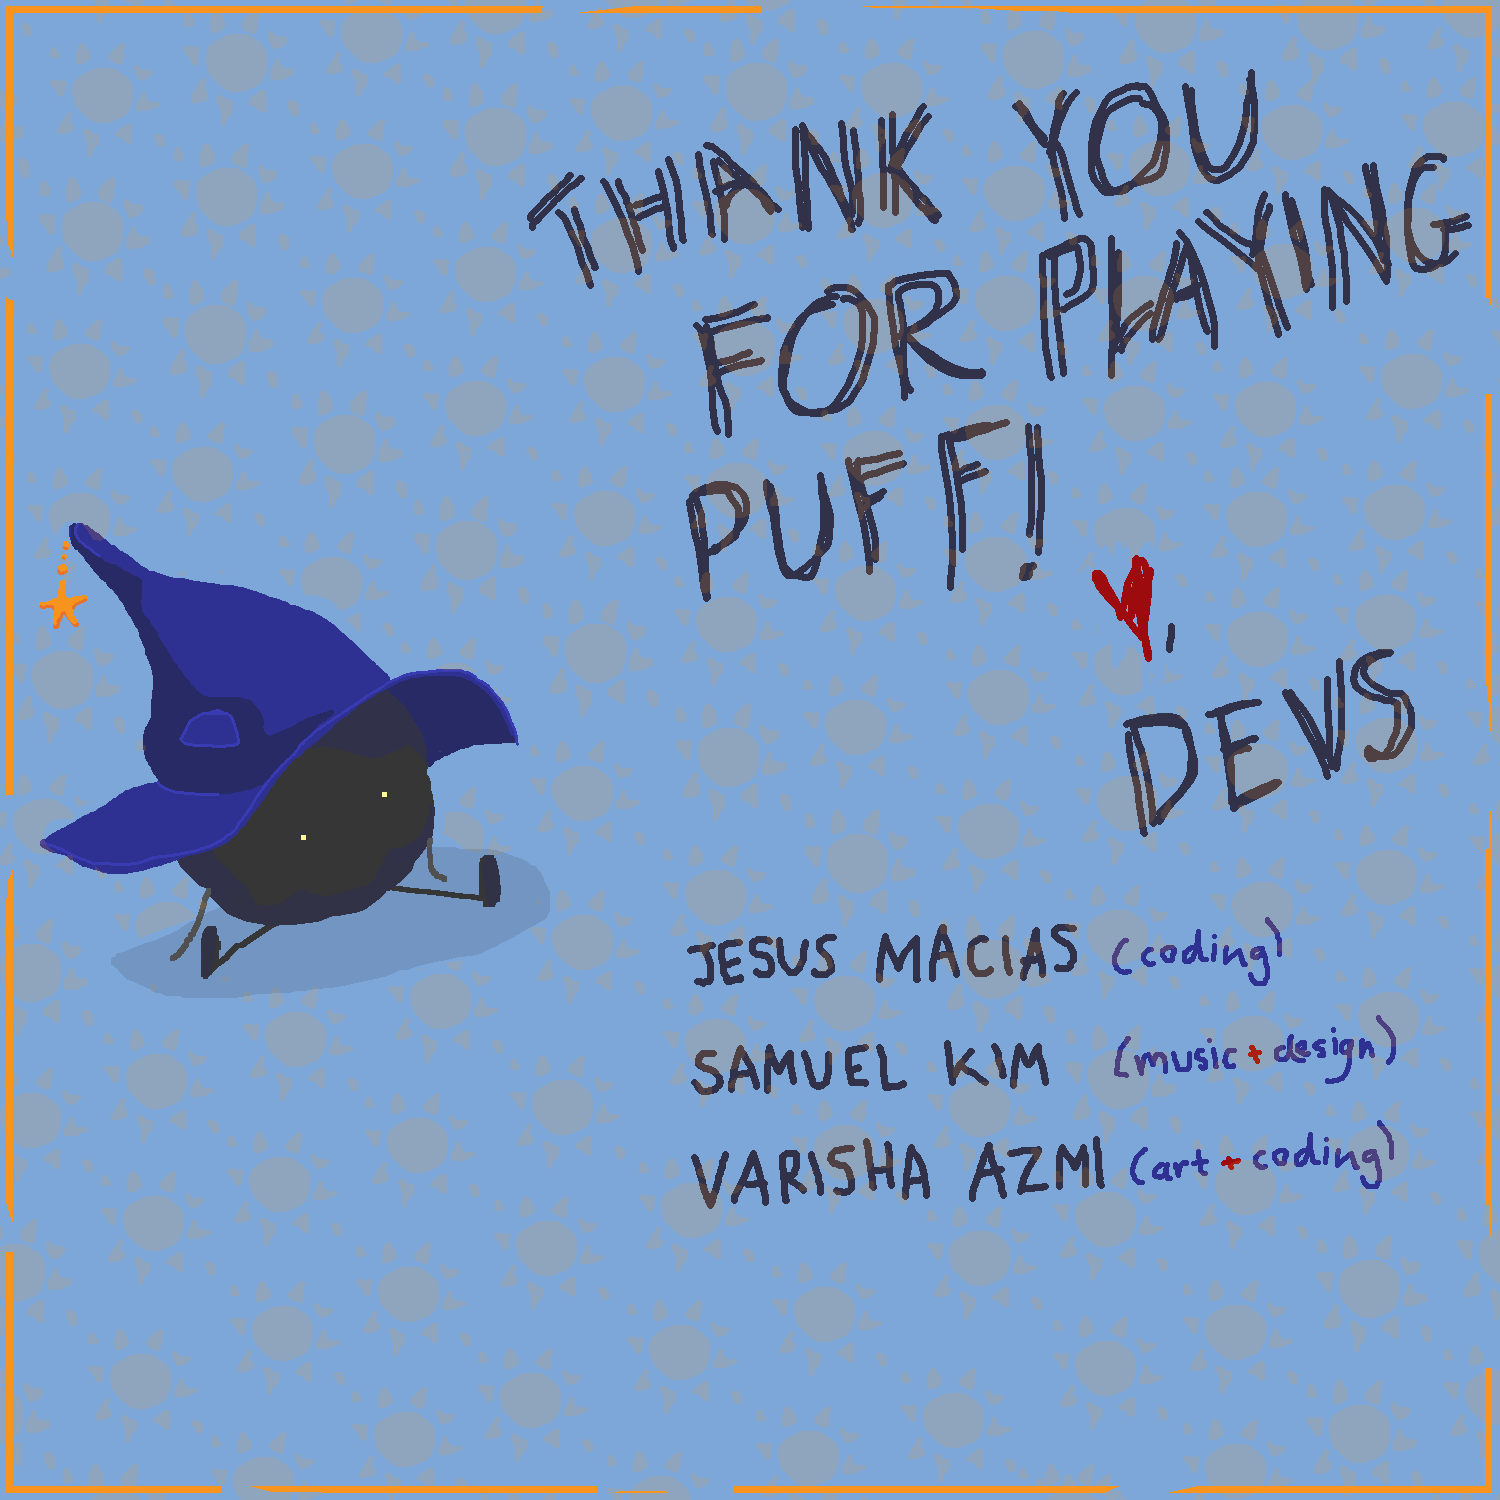 THANK YOU
FOR PLAYING
PUFF!
♥,
DEVS
JESUS MACIAS (coding)
SAMUEL KIM (music + design)
VARISHA AZMI (art + coding)